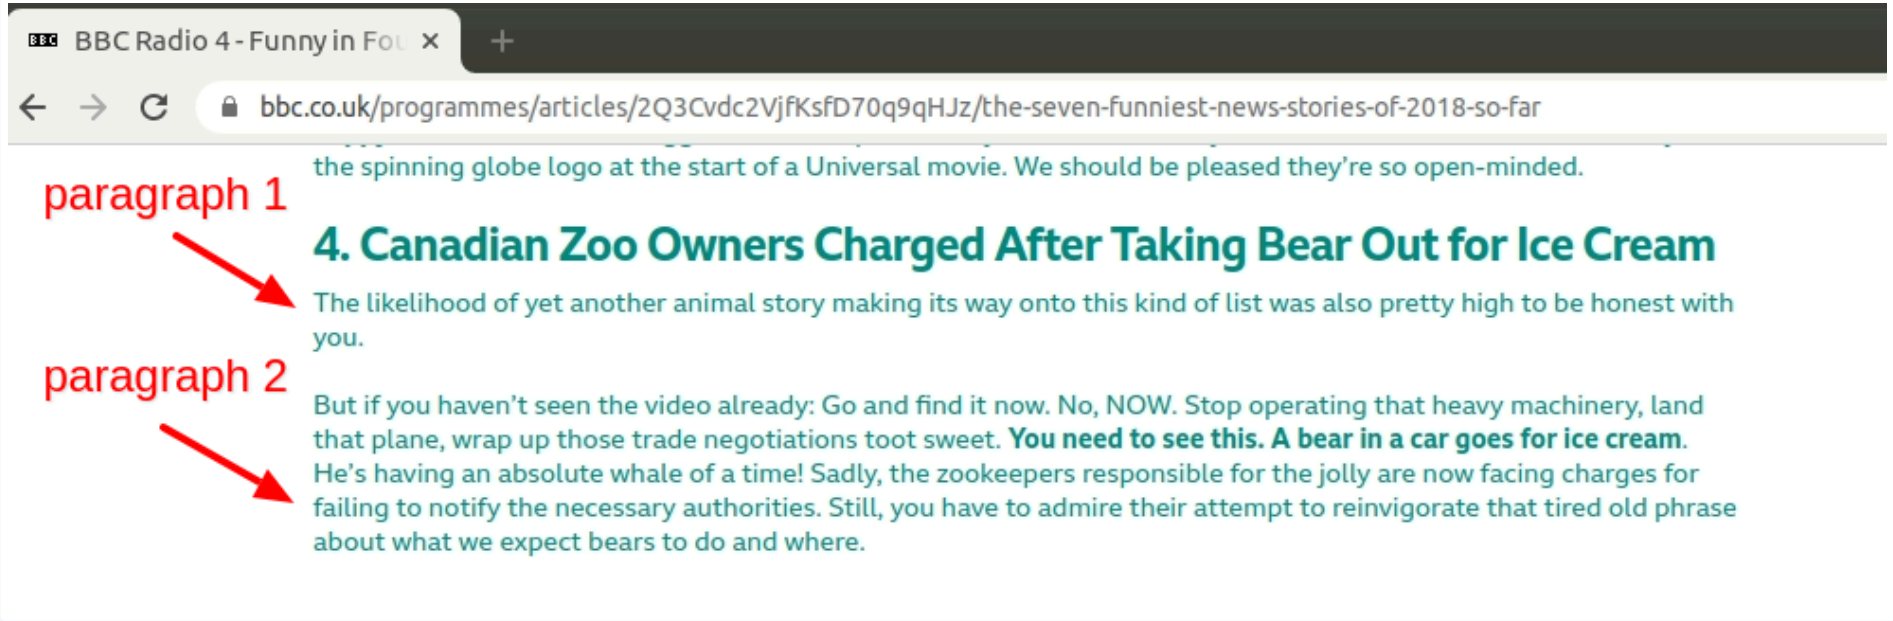 BBC BBC Radio 4 - Funny in Fou
bbc.co.uk/programmes/articles/2Q3Cvdc2VjfKsfD70q9qHJz/the-seven-funniest-news-stories-of-2018-so-far
the spinning globe logo at the start of a Universal movie. We should be pleased they're so open-minded.
paragraph 1
4. Canadian Zoo Owners Charged After Taking Bear Out for Ice Cream
The likelihood of yet another animal story making its way onto this kind of list was also pretty high to be honest with
you.
paragraph 2
But if you haven't seen the video already: Go and find it now. No, NOW. Stop operating that heavy machinery, land
that plane, wrap up those trade negotiations toot sweet. You need to see this. A bear in a car goes for ice cream.
He's having an absolute whale of a time! Sadly, the zookeepers responsible for the jolly are now facing charges for
failing to notify the necessary authorities. Still, you have to admire their attempt to reinvigorate that tired old phrase
about what we expect bears to do and where.